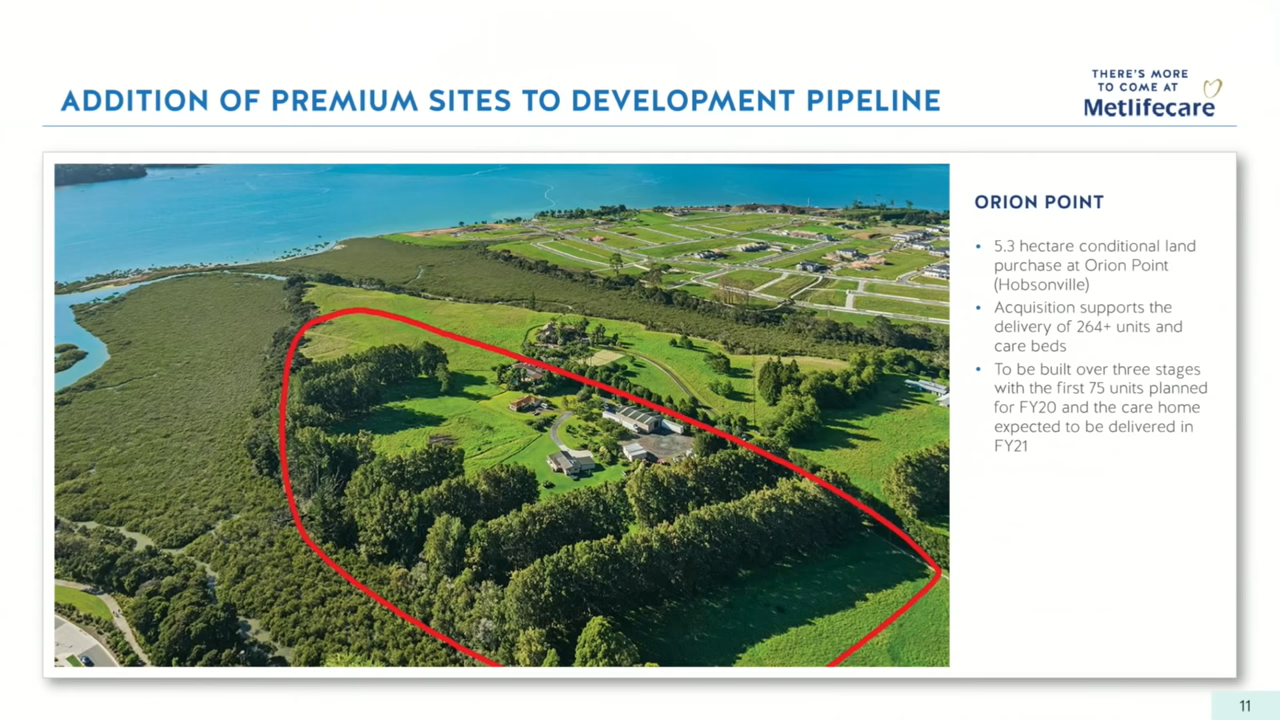 THERE'S MORE
TO COME AT
Metlifecare
ADDITION OF PREMIUM SITES TO DEVELOPMENT PIPELINE
ORION POINT
• 5.3 hectare conditional land
purchase at Orion Point
(Hobsonville)
• Acquisition supports the
delivery of 264+ units and
care beds
• To be built over three stages
with the first 75 units planned
for FY20 and the care home
expected to be delivered in
FY21
11